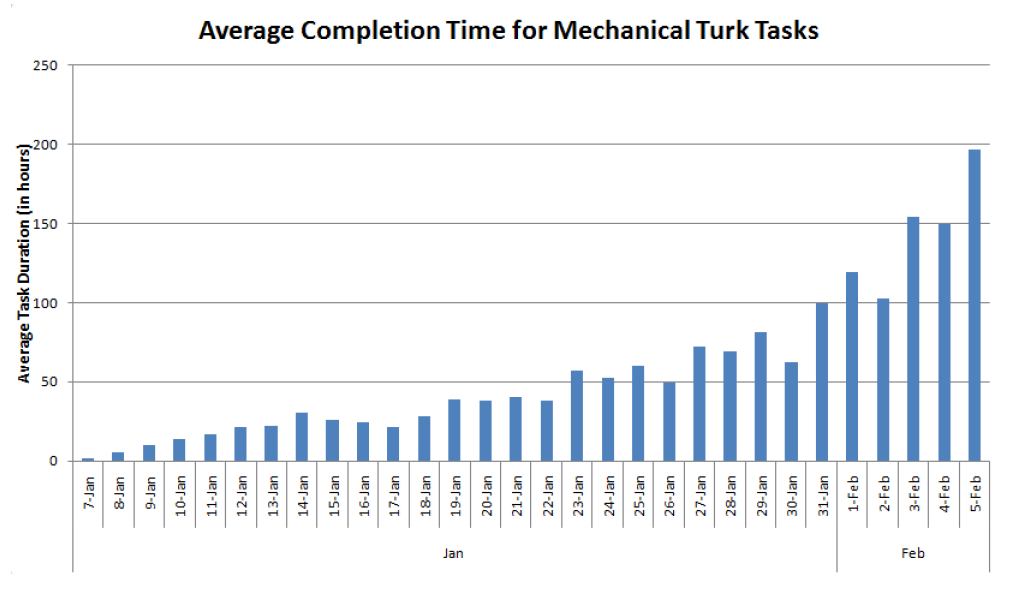 Average Completion Time for Mechanical Turk Tasks
Average Task Duration (in hours)
250
200
150
100
50
0
7-Jan
8-Jan
9-Jan
10-Jan
11-Jan
12-Jan
13-Jan
14-Jan
15-Jan
16-Jan
17-Jan
18-Jan
19-Jan
20-Jan
21-Jan
22-Jan
23-Jan
24-Jan
25-Jan
26-Jan
27-Jan
28-Jan
29-Jan
30-Jan
31-Jan
1-Feb
2-Feb
3-Feb
4-Feb
5-Feb
Jan
Feb